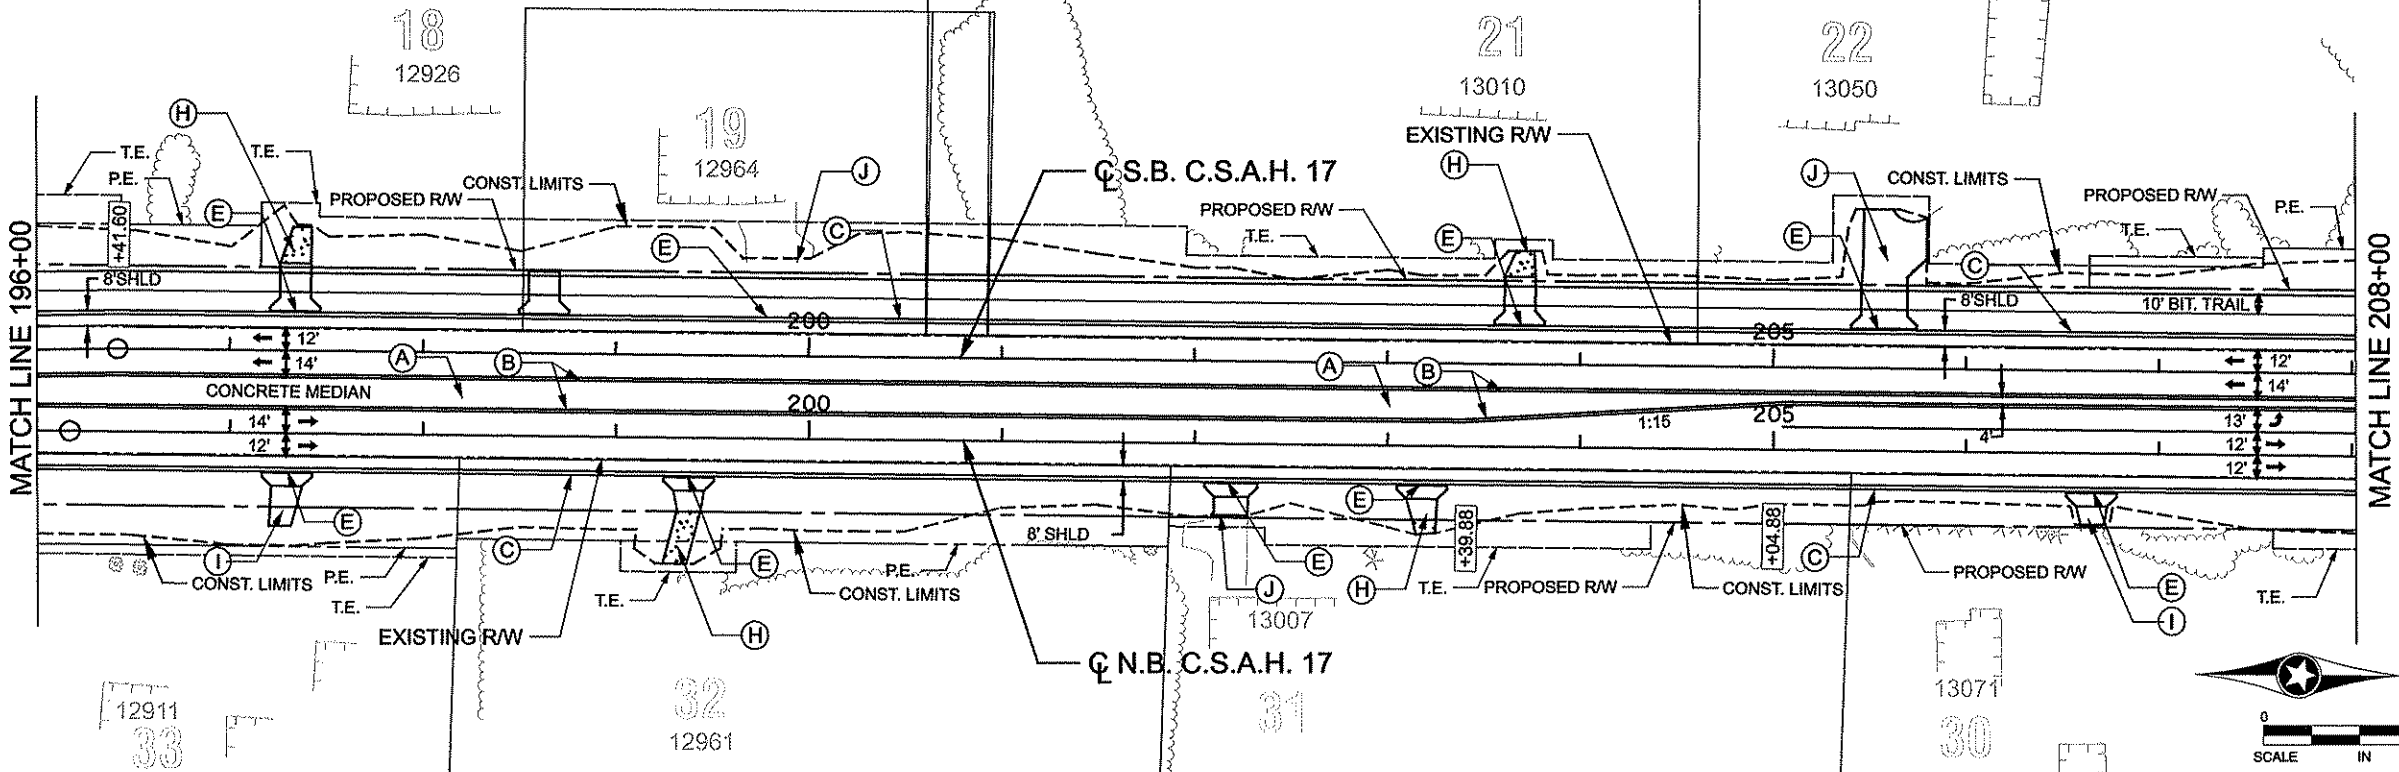 18
12926
19
12964
21
13010
22
13050
H
T.E.
T.E.
P.E.
E
+41.60
PROPOSED R/W
CONST. LIMITS
J
C
E
℄ S.B. C.S.A.H. 17
EXISTING R/W
H
PROPOSED R/W
T.E.
E
J
CONST. LIMITS
PROPOSED R/W
P.E.
T.E.
E
C
MATCH LINE 196+00
MATCH LINE 208+00
8'SHLD
8'SHLD
10' BIT. TRAIL
200
205
12'
14'
A
B
A
B
12'
14'
CONCRETE MEDIAN
200
205
1:15
4'
14'
12'
13'
12'
12'
E
I
C
E
8' SHLD
E
E
+39.88
+04.88
C
CONST. LIMITS
P.E.
T.E.
T.E.
P.E.
CONST. LIMITS
J
H
T.E.
PROPOSED R/W
CONST. LIMITS
PROPOSED R/W
E
I
T.E.
EXISTING R/W
H
13007
℄ N.B. C.S.A.H. 17
12911
33
32
12961
31
13071
30
0
SCALE IN